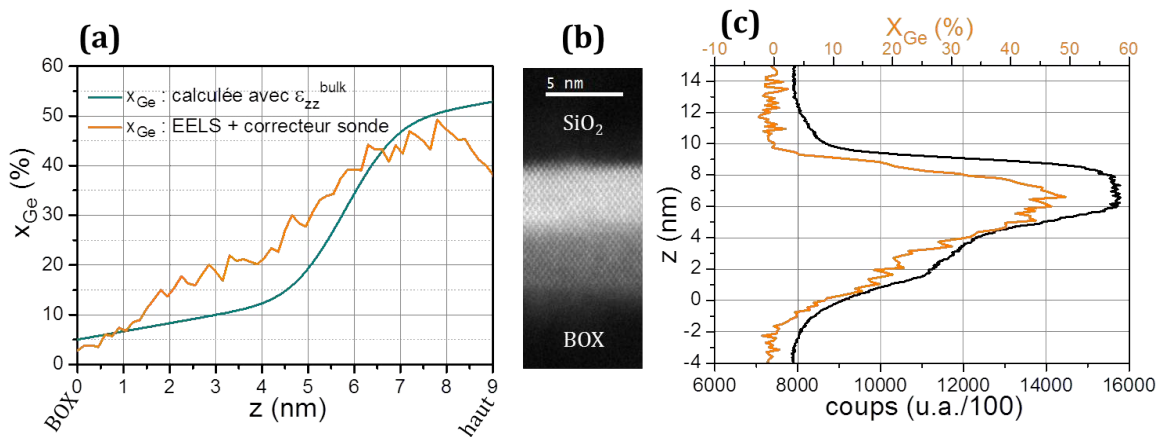 (a)
60
50
40
30
20
10
0
x_Ge (%)
x_Ge : calculée avec ε_zz^bulk
x_Ge : EELS + correcteur sonde
0 1 2 3 4 5 6 7 8 9
BOX
z (nm)
haut
(b)
5 nm
SiO₂
BOX
(c)
X_Ge (%)
-10 0 10 20 30 40 50 60
14
12
10
8
6
4
2
0
-2
-4
z (nm)
6000 8000 10000 12000 14000 16000
coups (u.a./100)